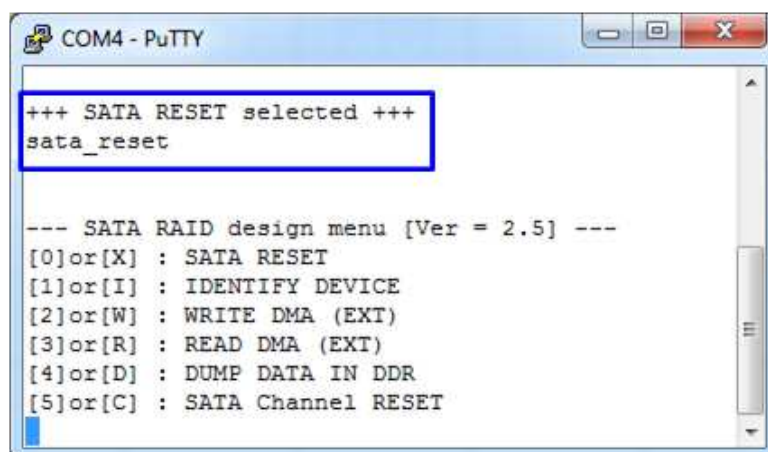 COM4 - PuTTY
+++ SATA RESET selected +++
sata_reset
--- SATA RAID design menu [Ver = 2.5] ---
[0]or[X] : SATA RESET
[1]or[I] : IDENTIFY DEVICE
[2]or[W] : WRITE DMA (EXT)
[3]or[R] : READ DMA (EXT)
[4]or[D] : DUMP DATA IN DDR
[5]or[C] : SATA Channel RESET